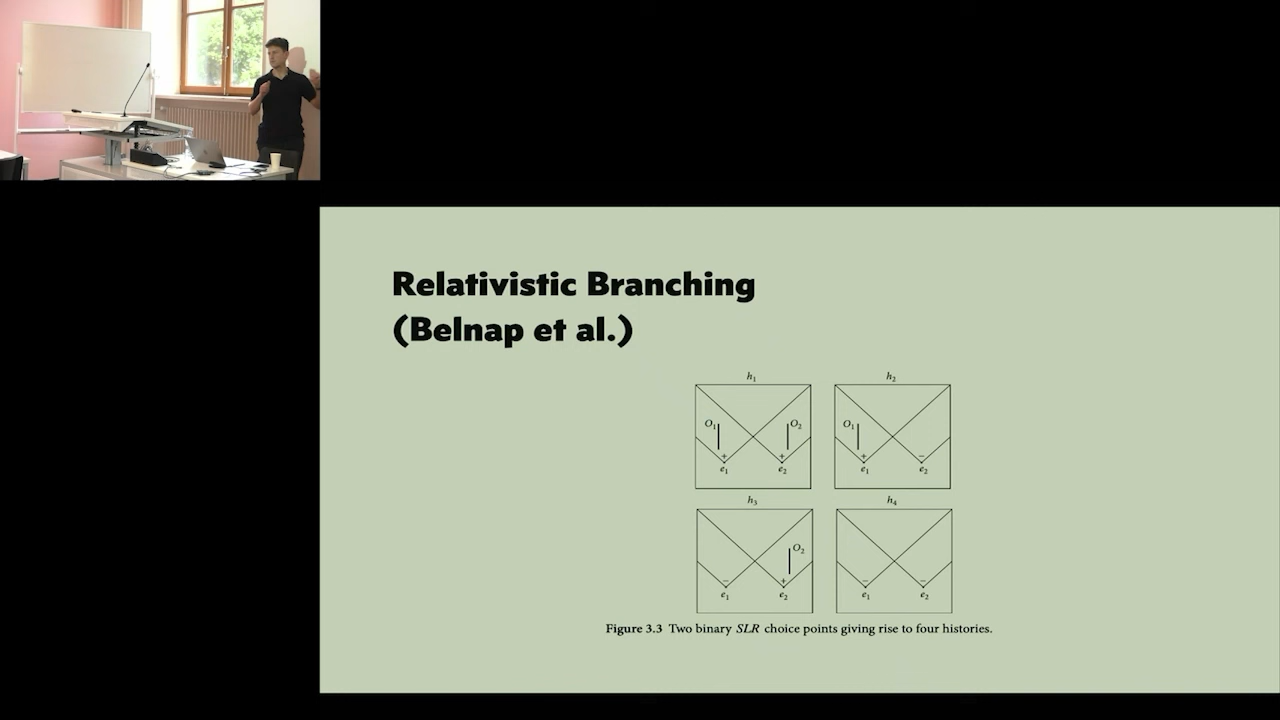 Relativistic Branching
(Belnap et al.)
h₁ h₂
O₁ O₂ O₁
+ + + −
e₁ e₂ e₁ e₂
h₃ h₄
O₂
− + − −
e₁ e₂ e₁ e₂
Figure 3.3 Two binary SLR choice points giving rise to four histories.